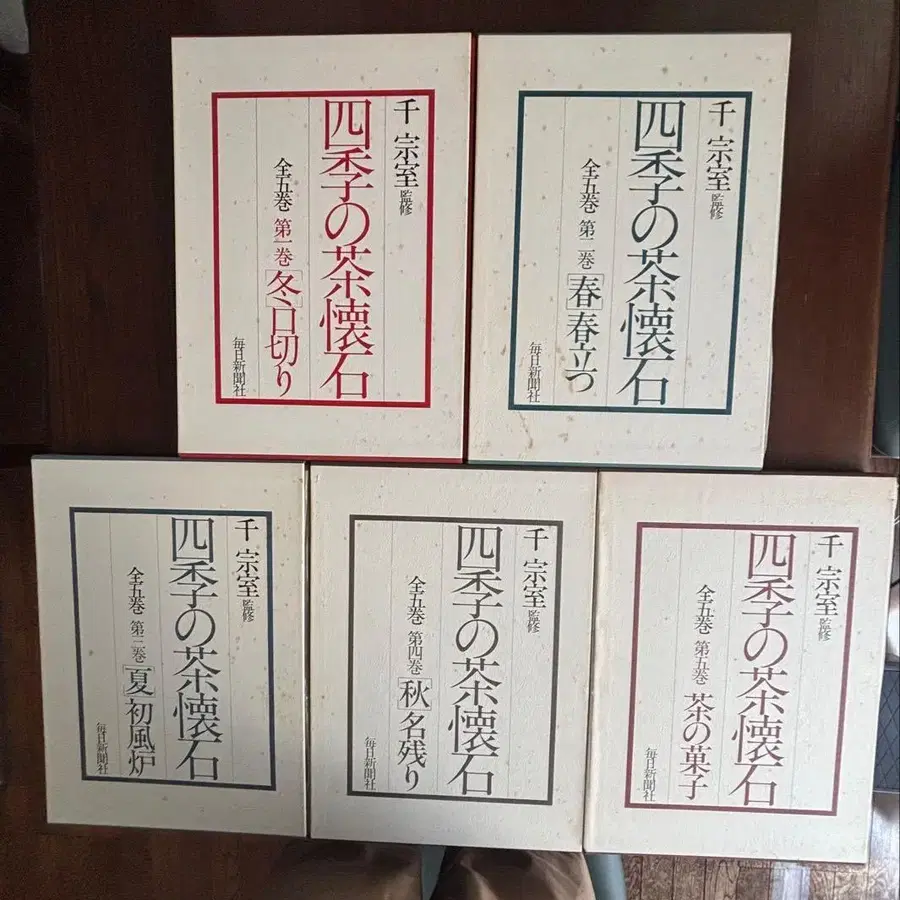 千 宗室 監修
四季の茶懐石
全五巻 第一巻 [冬]口切り
毎日新聞社
千 宗室 監修
四季の茶懐石
全五巻 第二巻 [春]春立つ
毎日新聞社
千 宗室 監修
四季の茶懐石
全五巻 第三巻 [夏]初風炉
毎日新聞社
千 宗室 監修
四季の茶懐石
全五巻 第四巻 [秋]名残り
毎日新聞社
千 宗室 監修
四季の茶懐石
全五巻 第五巻 茶の菓子
毎日新聞社